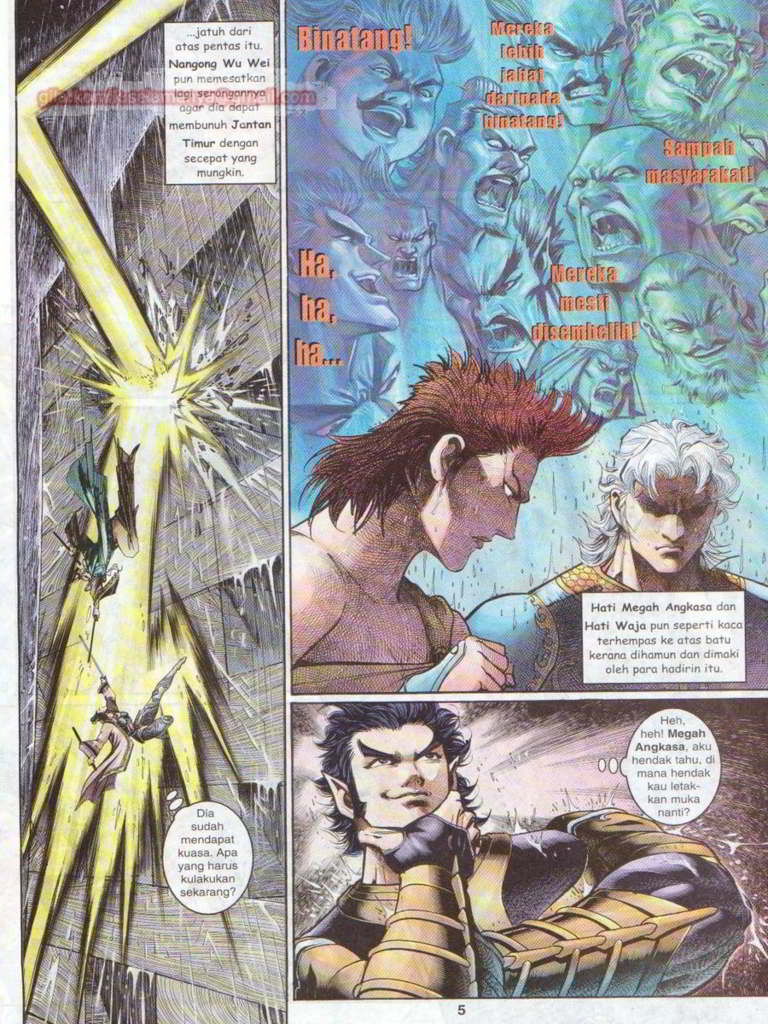 ...jatuh dari
atas pentas itu.
Nangong Wu Wei
pun memesatkan
lagi serangannya
agar dia dapat
membunuh Jantan
Timur dengan
secepat yang
mungkin.
Dia
sudah
mendapat
kuasa. Apa
yang harus
kulakukan
sekarang?
Binatang!
Mereka
lebih
jahat
daripada
binatang!
Sampah
masyarakat!
Ha,
ha,
ha...
Mereka
mesti
disembelih!
Hati Megah Angkasa dan
Hati Waja pun seperti kaca
terhempas ke atas batu
kerana dihamun dan dimaki
oleh para hadirin itu.
Heh,
heh! Megah
Angkasa, aku
hendak tahu, di
mana hendak
kau letak-
kan muka
nanti?
5